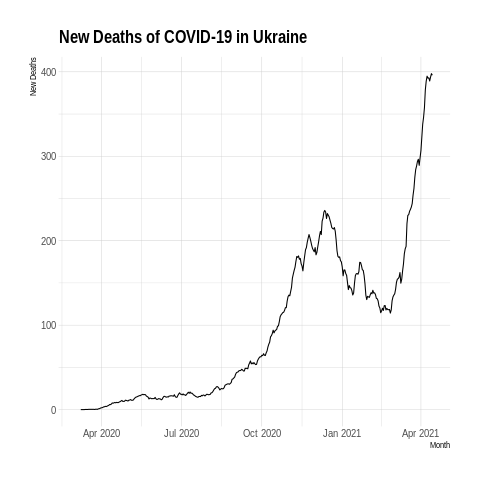 New Deaths of COVID-19 in Ukraine
New Deaths
400
300
200
100
0
Apr 2020
Jul 2020
Oct 2020
Jan 2021
Apr 2021
Month